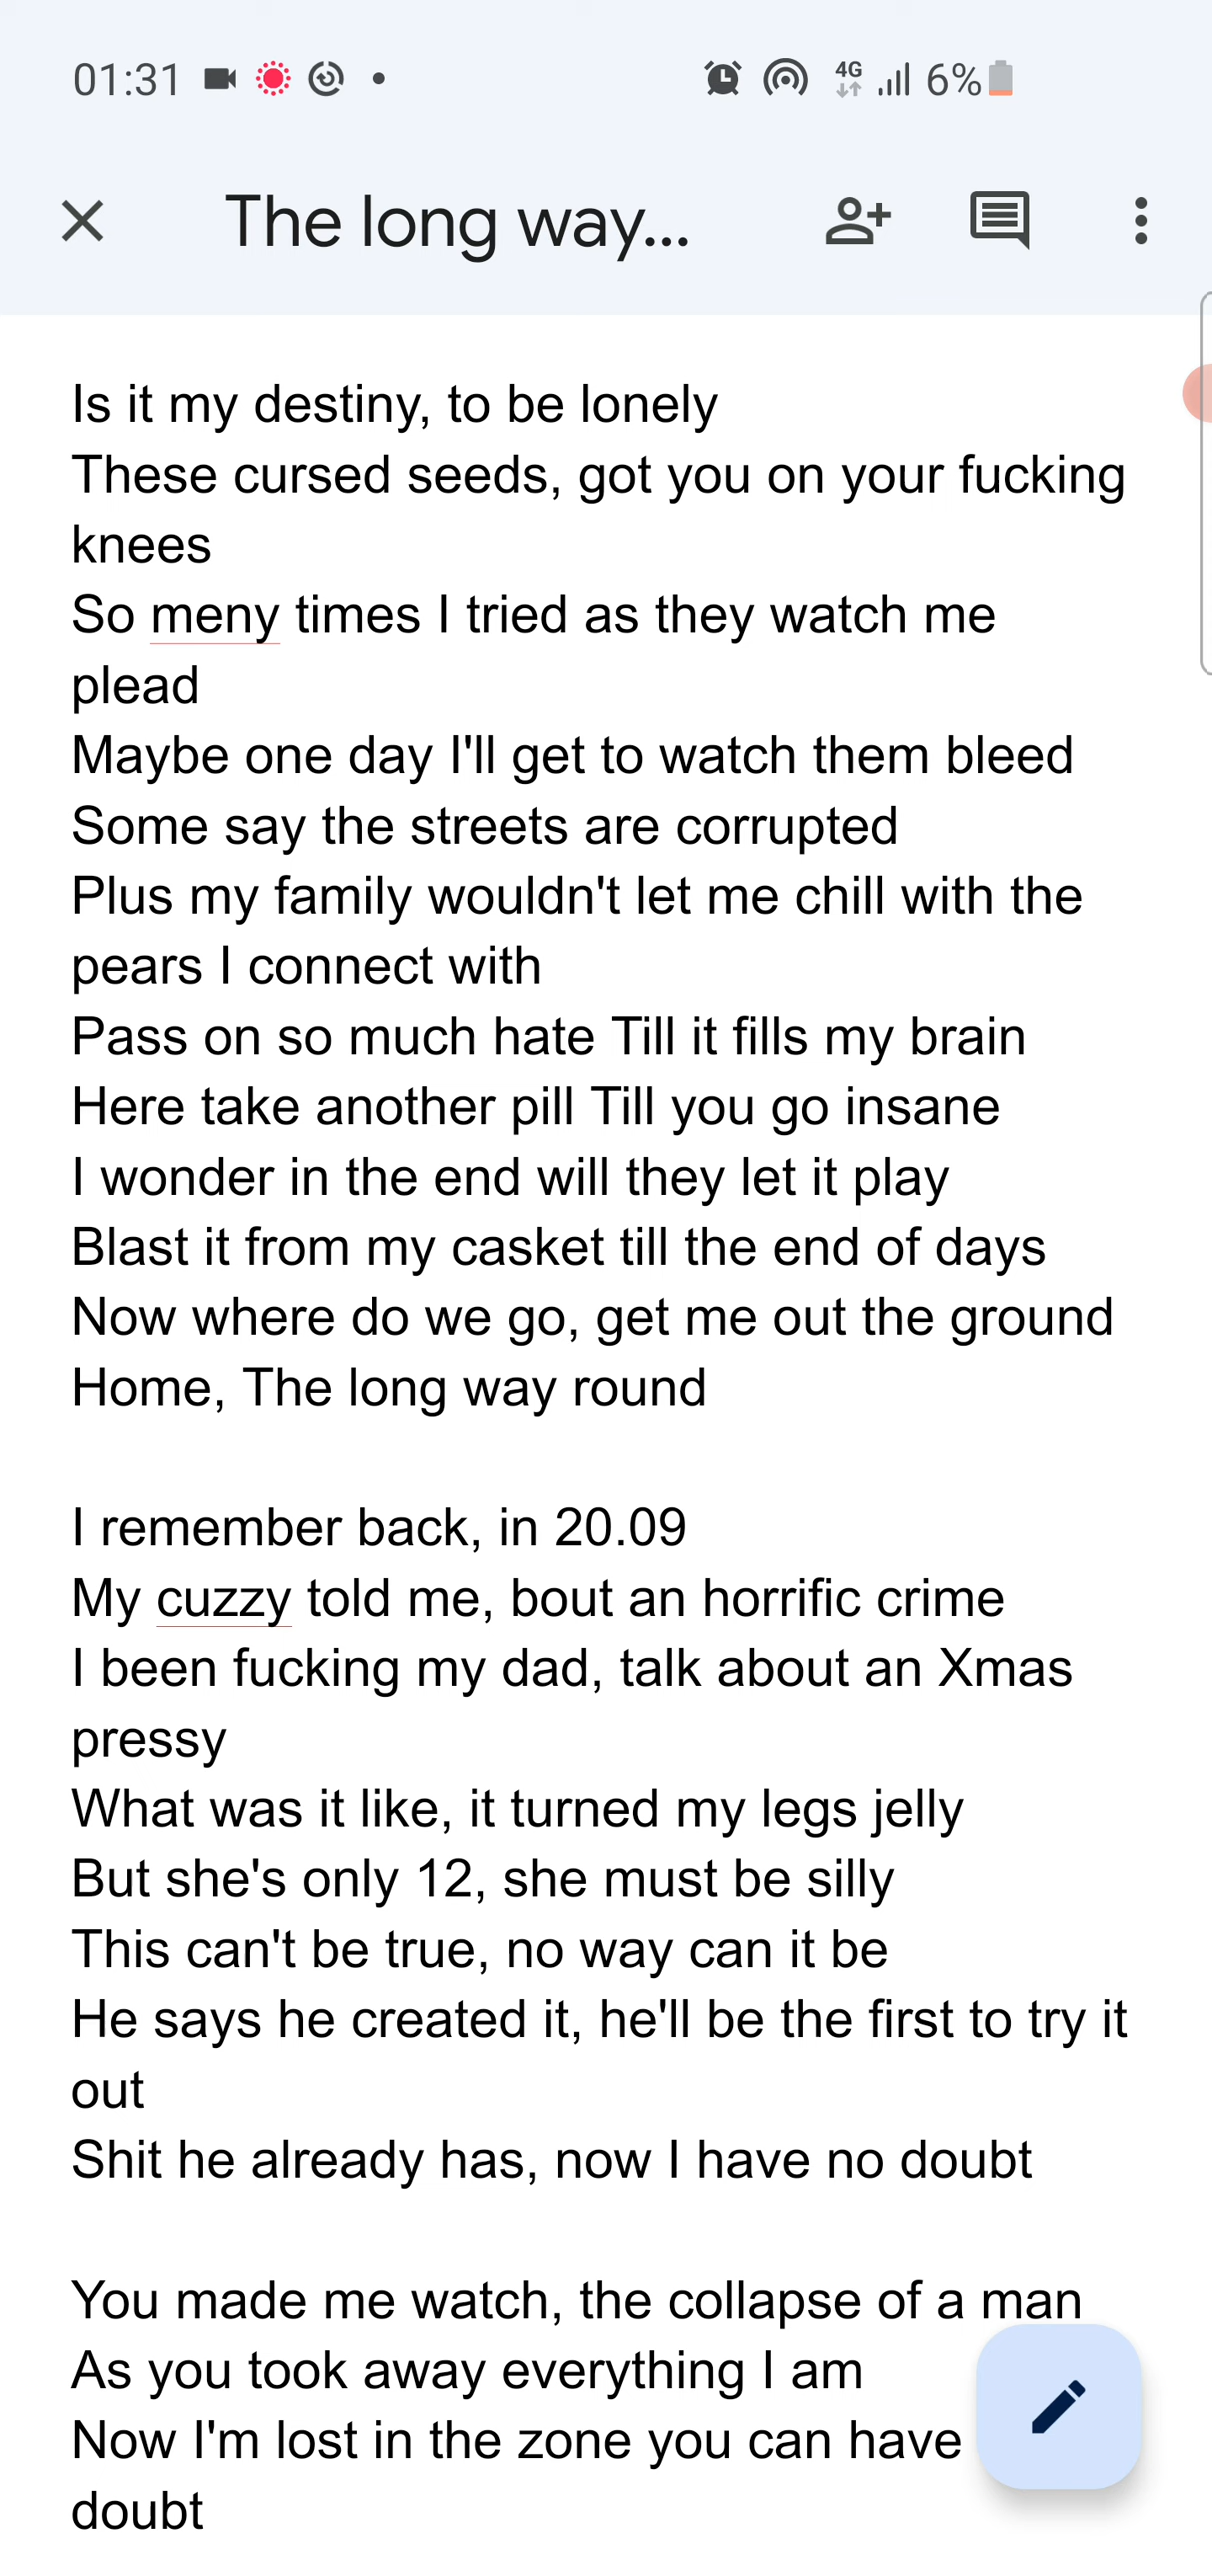 01:31
4G
6%
The long way...
Is it my destiny, to be lonely
These cursed seeds, got you on your fucking
knees
So meny times I tried as they watch me
plead
Maybe one day I'll get to watch them bleed
Some say the streets are corrupted
Plus my family wouldn't let me chill with the
pears I connect with
Pass on so much hate Till it fills my brain
Here take another pill Till you go insane
I wonder in the end will they let it play
Blast it from my casket till the end of days
Now where do we go, get me out the ground
Home, The long way round
I remember back, in 20.09
My cuzzy told me, bout an horrific crime
I been fucking my dad, talk about an Xmas
pressy
What was it like, it turned my legs jelly
But she's only 12, she must be silly
This can't be true, no way can it be
He says he created it, he'll be the first to try it
out
Shit he already has, now I have no doubt
You made me watch, the collapse of a man
As you took away everything I am
Now I'm lost in the zone you can have
doubt